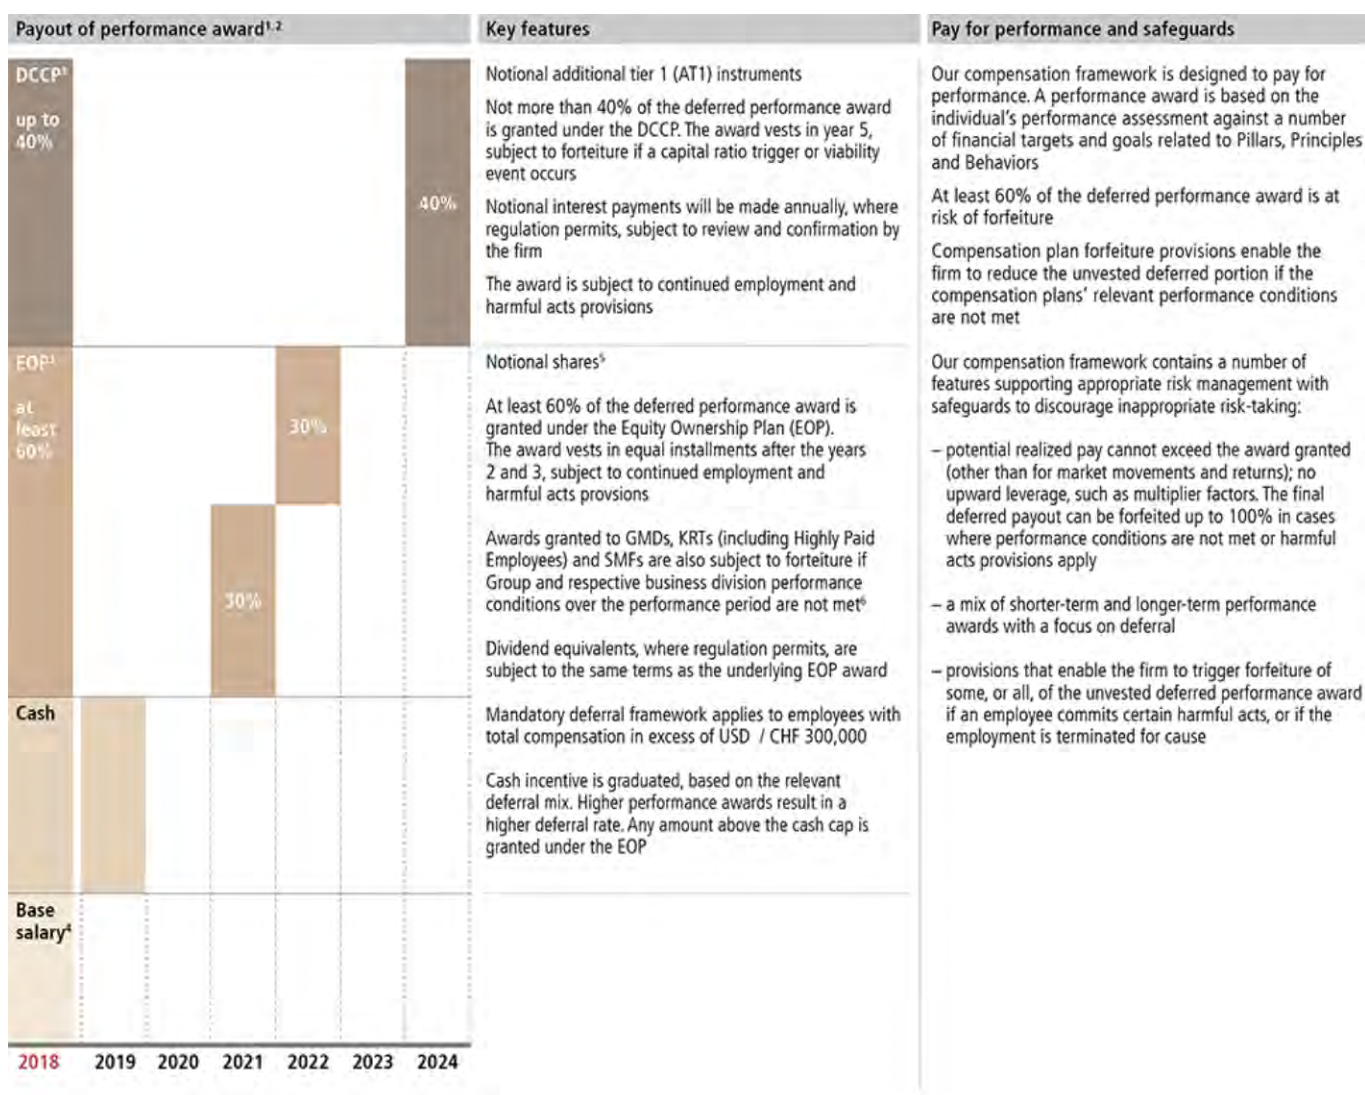 Payout of performance award¹·²
DCCP³
up to
40%
40%
EOP³
at
least
60%
30%
30%
Cash
Base
salary⁴
2018 2019 2020 2021 2022 2023 2024
Key features
Notional additional tier 1 (AT1) instruments
Not more than 40% of the deferred performance award
is granted under the DCCP. The award vests in year 5,
subject to forteiture if a capital ratio trigger or viability
event occurs
Notional interest payments will be made annually, where
regulation permits, subject to review and confirmation by
the firm
The award is subject to continued employment and
harmful acts provisions
Notional shares⁵
At least 60% of the deferred performance award is
granted under the Equity Ownership Plan (EOP).
The award vests in equal installments after the years
2 and 3, subject to continued employment and
harmful acts provsions
Awards granted to GMDs, KRTs (including Highly Paid
Employees) and SMFs are also subject to forteiture if
Group and respective business division performance
conditions over the performance period are not met⁶
Dividend equivalents, where regulation permits, are
subject to the same terms as the underlying EOP award
Mandatory deferral framework applies to employees with
total compensation in excess of USD / CHF 300,000
Cash incentive is graduated, based on the relevant
deferral mix. Higher performance awards result in a
higher deferral rate. Any amount above the cash cap is
granted under the EOP
Pay for performance and safeguards
Our compensation framework is designed to pay for
performance. A performance award is based on the
individual's performance assessment against a number
of financial targets and goals related to Pillars, Principles
and Behaviors
At least 60% of the deferred performance award is at
risk of forfeiture
Compensation plan forfeiture provisions enable the
firm to reduce the unvested deferred portion if the
compensation plans' relevant performance conditions
are not met
Our compensation framework contains a number of
features supporting appropriate risk management with
safeguards to discourage inappropriate risk-taking:
– potential realized pay cannot exceed the award granted
(other than for market movements and returns); no
upward leverage, such as multiplier factors. The final
deferred payout can be forfeited up to 100% in cases
where performance conditions are not met or harmful
acts provisions apply
– a mix of shorter-term and longer-term performance
awards with a focus on deferral
– provisions that enable the firm to trigger forfeiture of
some, or all, of the unvested deferred performance award
if an employee commits certain harmful acts, or if the
employment is terminated for cause